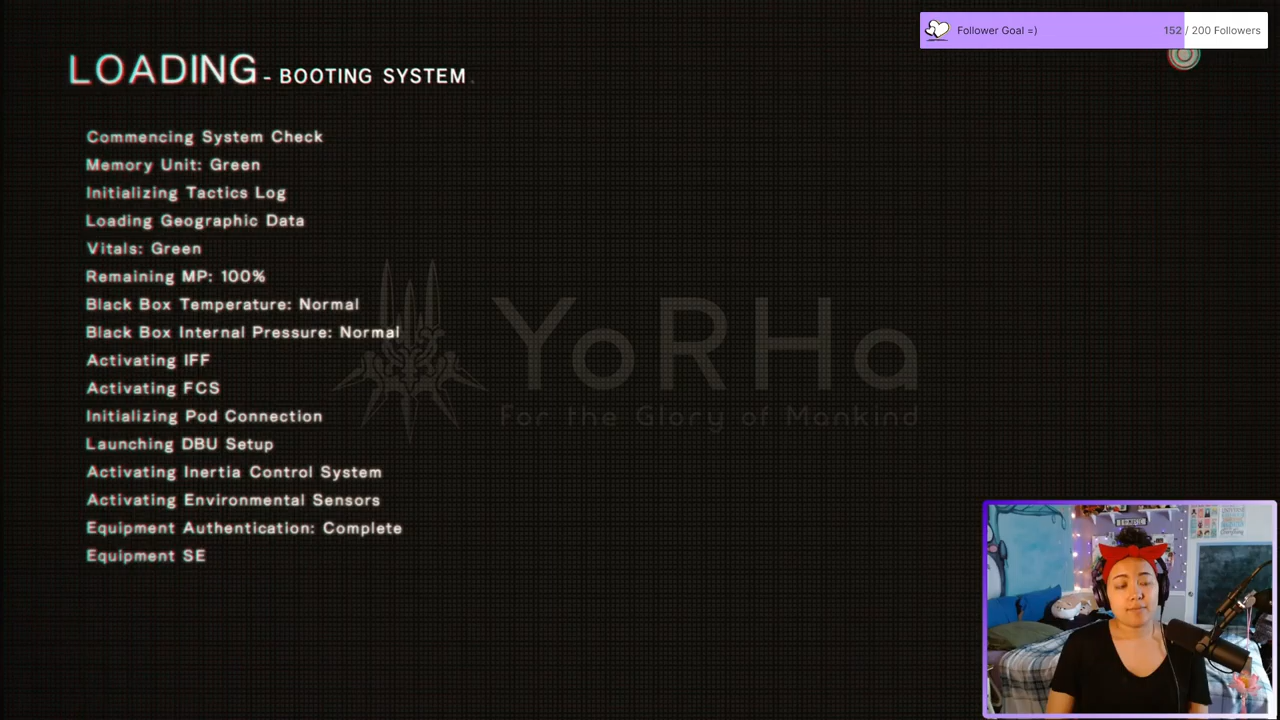 Follower Goal =)
152 / 200 Followers
LOADING - BOOTING SYSTEM
Commencing System Check
Memory Unit: Green
Initializing Tactics Log
Loading Geographic Data
Vitals: Green
Remaining MP: 100%
Black Box Temperature: Normal
Black Box Internal Pressure: Normal
Activating IFF
Activating FCS
Initializing Pod Connection
Launching DBU Setup
Activating Inertia Control System
Activating Environmental Sensors
Equipment Authentication: Complete
Equipment SE
YoRHa
For the Glory of Mankind